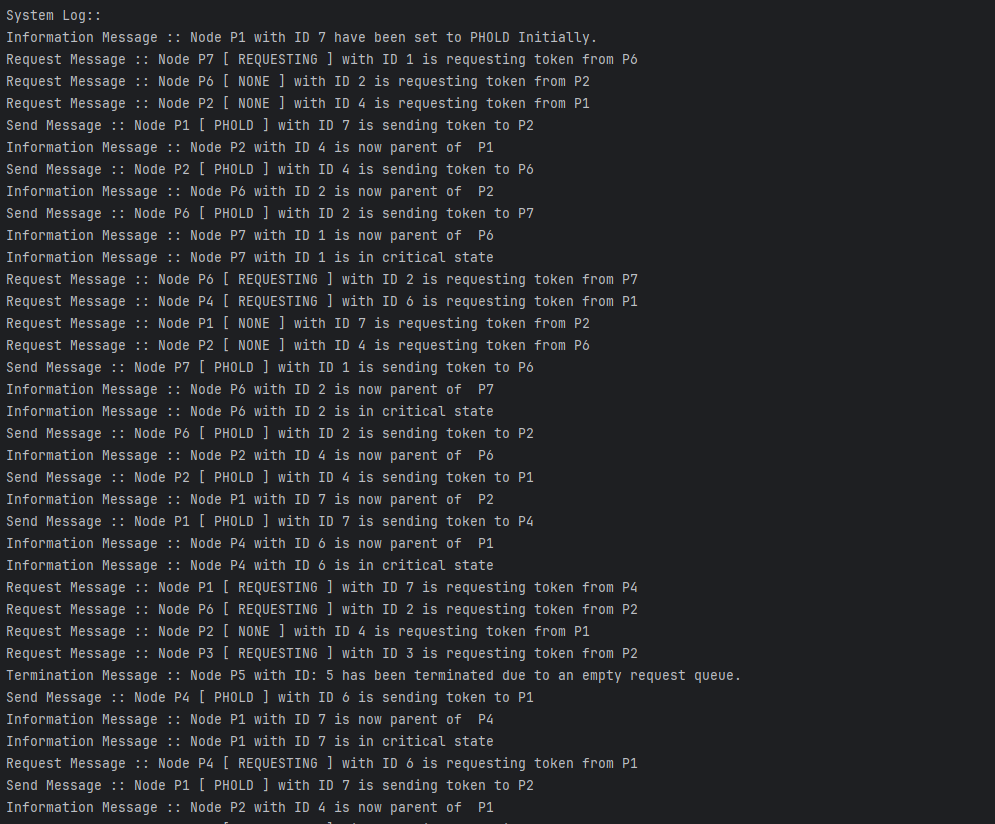 System Log::
Information Message :: Node P1 with ID 7 have been set to PHOLD Initially.
Request Message :: Node P7 [ REQUESTING ] with ID 1 is requesting token from P6
Request Message :: Node P6 [ NONE ] with ID 2 is requesting token from P2
Request Message :: Node P2 [ NONE ] with ID 4 is requesting token from P1
Send Message :: Node P1 [ PHOLD ] with ID 7 is sending token to P2
Information Message :: Node P2 with ID 4 is now parent of  P1
Send Message :: Node P2 [ PHOLD ] with ID 4 is sending token to P6
Information Message :: Node P6 with ID 2 is now parent of  P2
Send Message :: Node P6 [ PHOLD ] with ID 2 is sending token to P7
Information Message :: Node P7 with ID 1 is now parent of  P6
Information Message :: Node P7 with ID 1 is in critical state
Request Message :: Node P6 [ REQUESTING ] with ID 2 is requesting token from P7
Request Message :: Node P4 [ REQUESTING ] with ID 6 is requesting token from P1
Request Message :: Node P1 [ NONE ] with ID 7 is requesting token from P2
Request Message :: Node P2 [ NONE ] with ID 4 is requesting token from P6
Send Message :: Node P7 [ PHOLD ] with ID 1 is sending token to P6
Information Message :: Node P6 with ID 2 is now parent of  P7
Information Message :: Node P6 with ID 2 is in critical state
Send Message :: Node P6 [ PHOLD ] with ID 2 is sending token to P2
Information Message :: Node P2 with ID 4 is now parent of  P6
Send Message :: Node P2 [ PHOLD ] with ID 4 is sending token to P1
Information Message :: Node P1 with ID 7 is now parent of  P2
Send Message :: Node P1 [ PHOLD ] with ID 7 is sending token to P4
Information Message :: Node P4 with ID 6 is now parent of  P1
Information Message :: Node P4 with ID 6 is in critical state
Request Message :: Node P1 [ REQUESTING ] with ID 7 is requesting token from P4
Request Message :: Node P6 [ REQUESTING ] with ID 2 is requesting token from P2
Request Message :: Node P2 [ NONE ] with ID 4 is requesting token from P1
Request Message :: Node P3 [ REQUESTING ] with ID 3 is requesting token from P2
Termination Message :: Node P5 with ID: 5 has been terminated due to an empty request queue.
Send Message :: Node P4 [ PHOLD ] with ID 6 is sending token to P1
Information Message :: Node P1 with ID 7 is now parent of  P4
Information Message :: Node P1 with ID 7 is in critical state
Request Message :: Node P4 [ REQUESTING ] with ID 6 is requesting token from P1
Send Message :: Node P1 [ PHOLD ] with ID 7 is sending token to P2
Information Message :: Node P2 with ID 4 is now parent of  P1